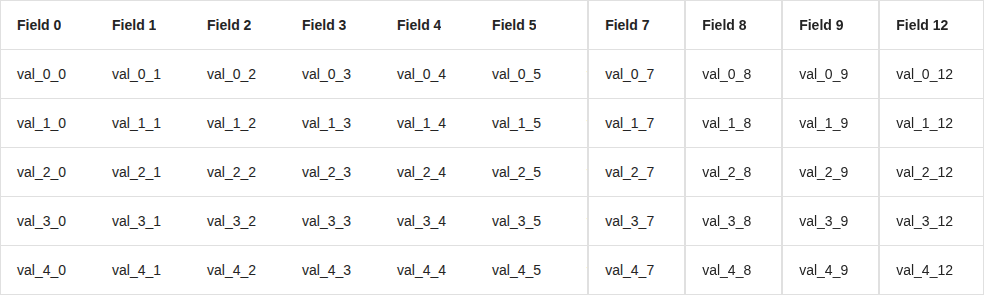 Field 0 Field 1 Field 2 Field 3 Field 4 Field 5 Field 7 Field 8 Field 9 Field 12
val_0_0 val_0_1 val_0_2 val_0_3 val_0_4 val_0_5 val_0_7 val_0_8 val_0_9 val_0_12
val_1_0 val_1_1 val_1_2 val_1_3 val_1_4 val_1_5 val_1_7 val_1_8 val_1_9 val_1_12
val_2_0 val_2_1 val_2_2 val_2_3 val_2_4 val_2_5 val_2_7 val_2_8 val_2_9 val_2_12
val_3_0 val_3_1 val_3_2 val_3_3 val_3_4 val_3_5 val_3_7 val_3_8 val_3_9 val_3_12
val_4_0 val_4_1 val_4_2 val_4_3 val_4_4 val_4_5 val_4_7 val_4_8 val_4_9 val_4_12